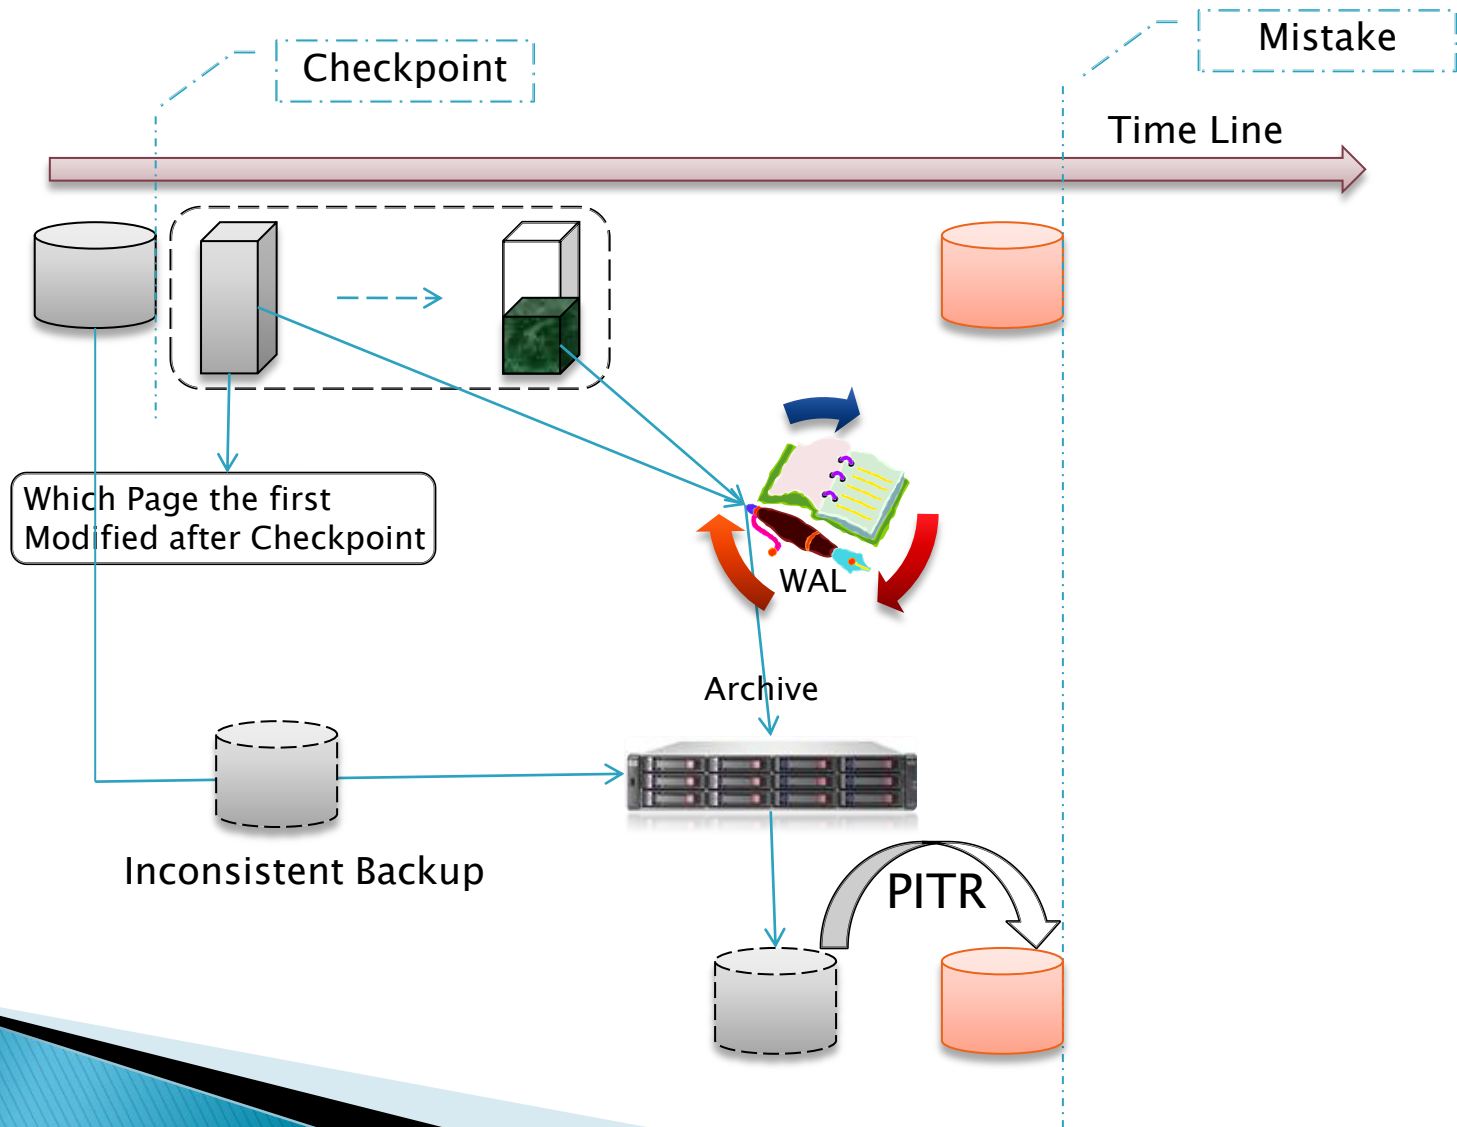 Mistake
Checkpoint
Time Line
Which Page the first
Modified after Checkpoint
WAL
Archive
Inconsistent Backup
PITR